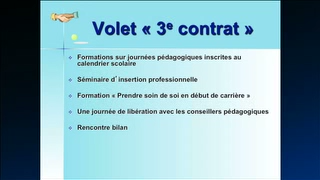 Volet « 3e contrat »
Formations sur journées pédagogiques inscrites au
calendrier scolaire
Séminaire d´insertion professionnelle
Formation « Prendre soin de soi en début de carrière »
Une journée de libération avec les conseillers pédagogiques
Rencontre bilan